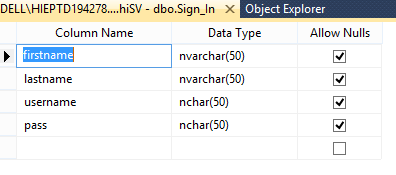 DELL\HIEPTD194278....hiSV - dbo.Sign_In Object Explorer
Column Name Data Type Allow Nulls
firstname nvarchar(50)
lastname nvarchar(50)
username nchar(50)
pass nchar(50)